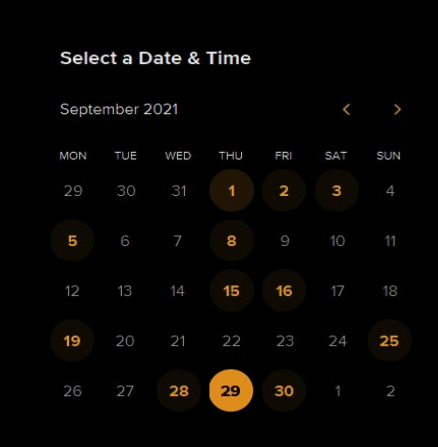 Select a Date & Time
September 2021
MON TUE WED THU FRI SAT SUN
29 30 31 1 2 3 4
5 6 7 8 9 10 11
12 13 14 15 16 17 18
19 20 21 22 23 24 25
26 27 28 29 30 1 2